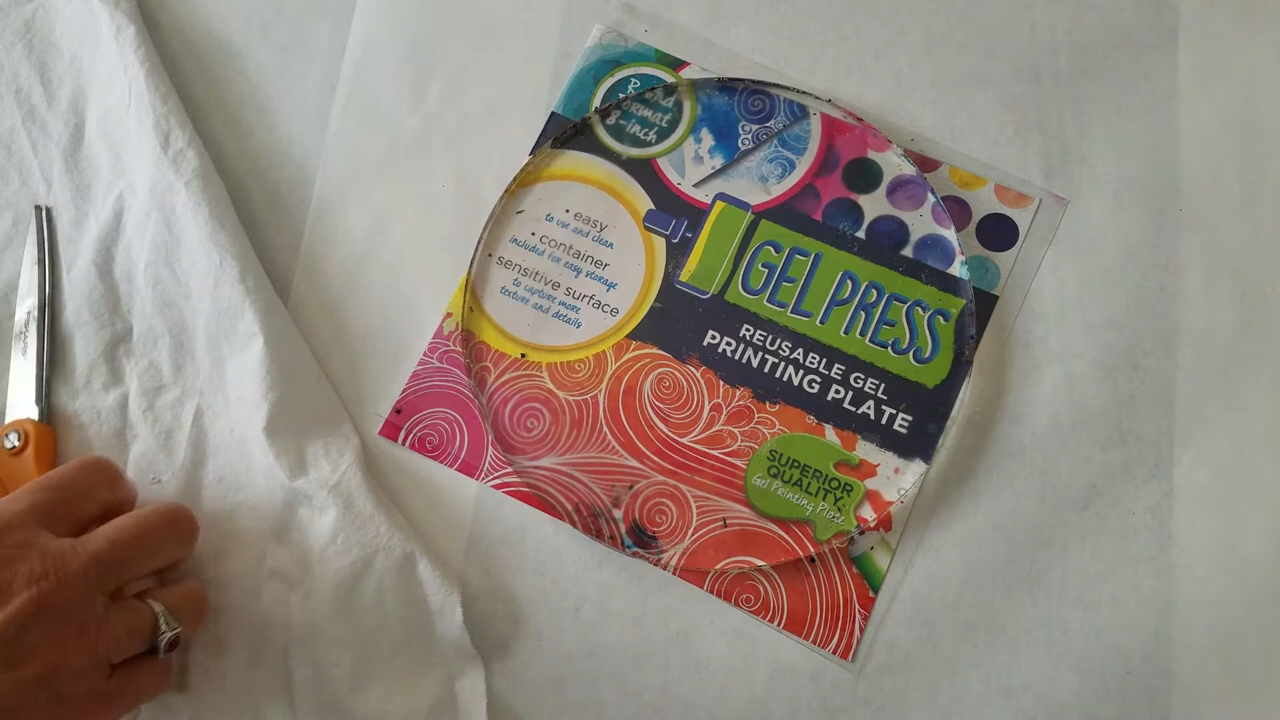 Round
format
8-inch
• easy
to use and clean
• container
included for easy storage
• sensitive surface
to capture more
texture and details
GEL PRESS
REUSABLE GEL
PRINTING PLATE
SUPERIOR
QUALITY
Gel Printing Plate